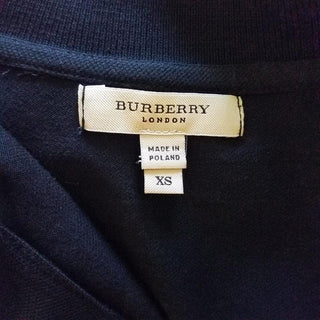 BURBERRY
LONDON
MADE IN
POLAND
XS